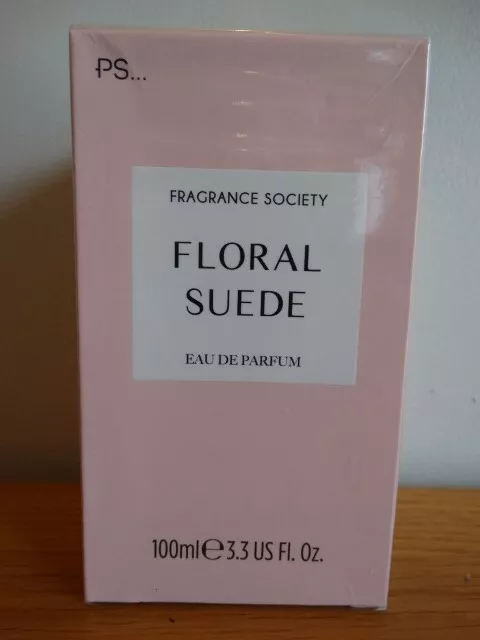 PS...
FRAGRANCE SOCIETY
FLORAL
SUEDE
EAU DE PARFUM
100ml℮3.3 US Fl. Oz.